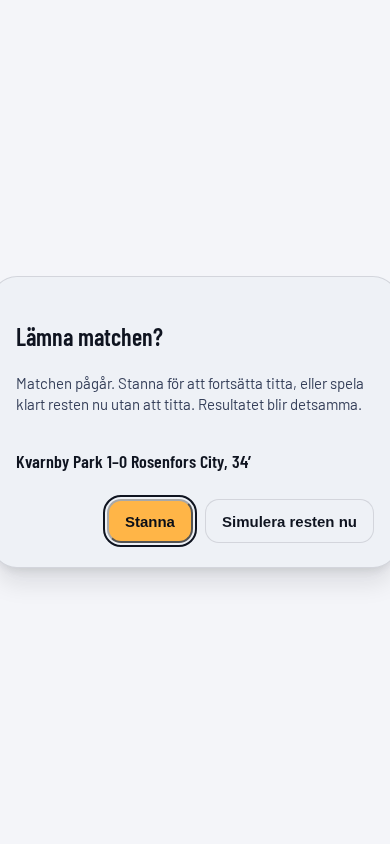 Lämna matchen?
Matchen pågår. Stanna för att fortsätta titta, eller spela
klart resten nu utan att titta. Resultatet blir detsamma.
Kvarnby Park 1–0 Rosenfors City, 34′
Stanna
Simulera resten nu